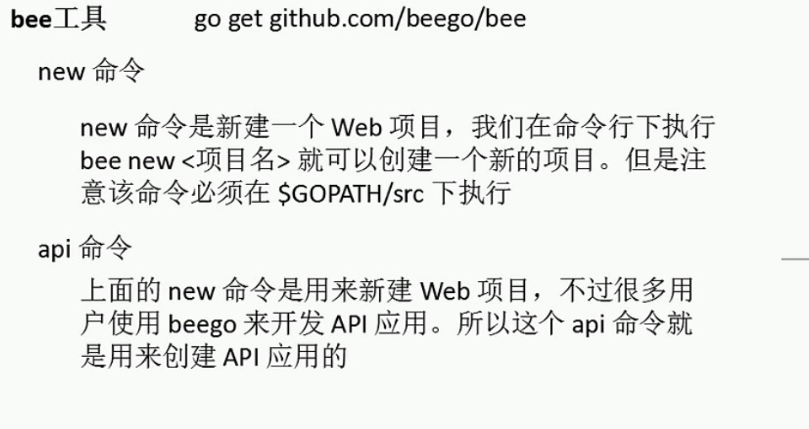 bee工具 go get github.com/beego/bee
new 命令
new 命令是新建一个 Web 项目，我们在命令行下执行
bee new <项目名> 就可以创建一个新的项目。但是注
意该命令必须在 $GOPATH/src 下执行
api 命令
上面的 new 命令是用来新建 Web 项目，不过很多用
户使用 beego 来开发 API 应用。所以这个 api 命令就
是用来创建 API 应用的